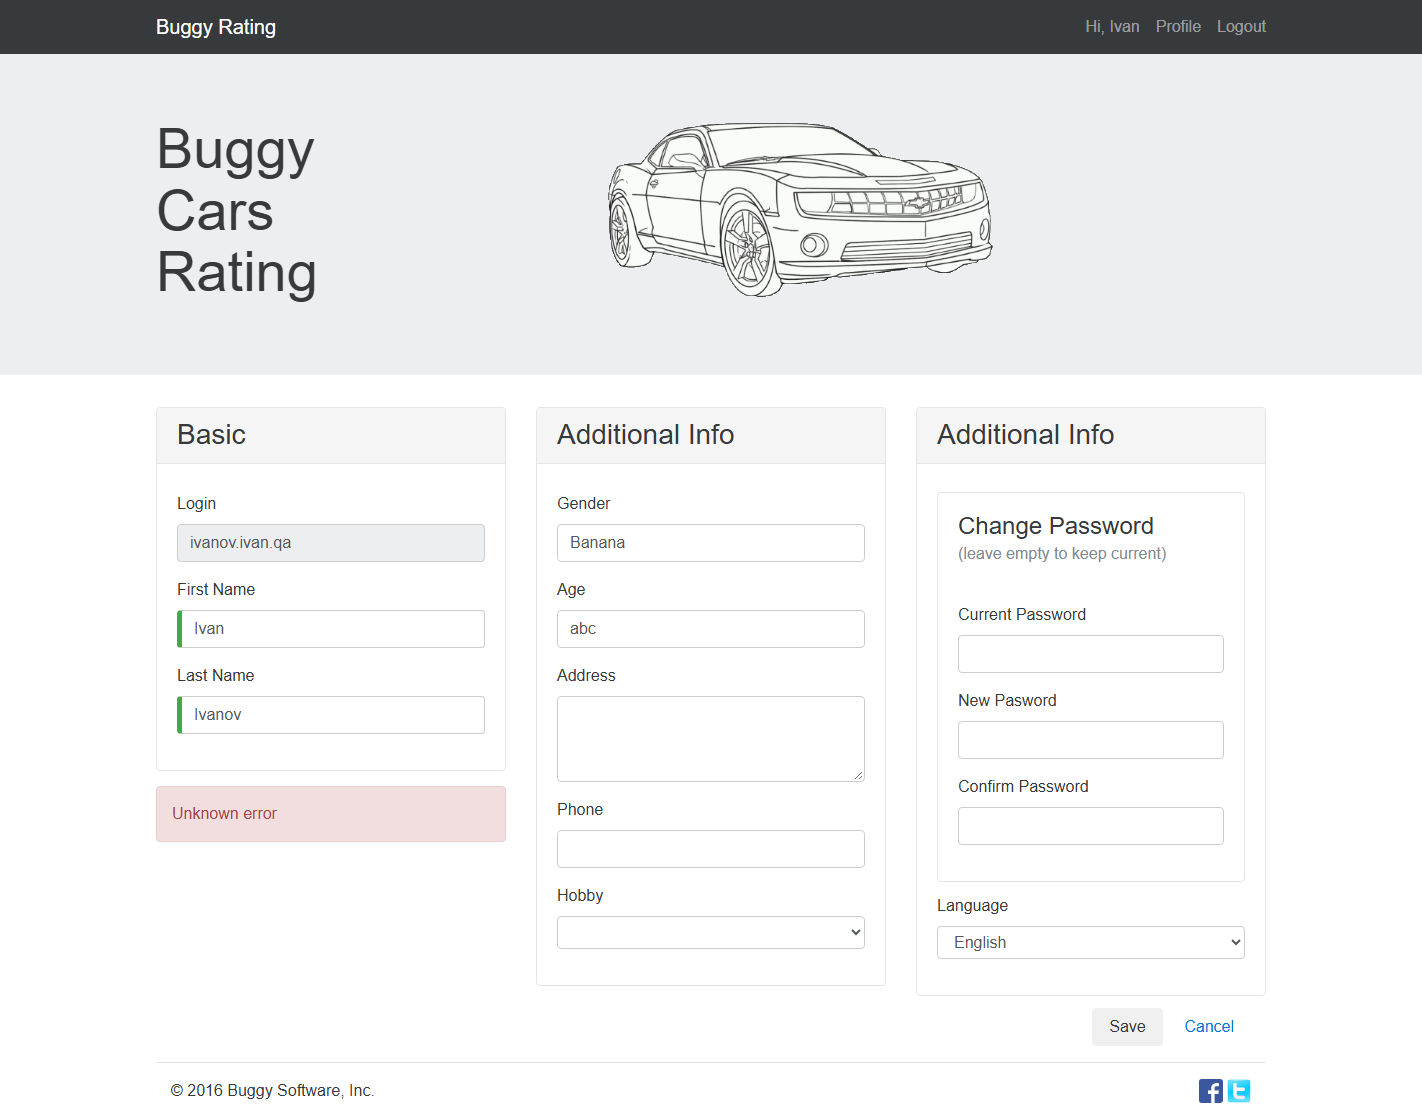 Buggy Rating
Hi, Ivan
Profile
Logout
Buggy
Cars
Rating
Basic
Login
ivanov.ivan.qa
First Name
Ivan
Last Name
Ivanov
Unknown error
Additional Info
Gender
Banana
Age
abc
Address
Phone
Hobby
Additional Info
Change Password
(leave empty to keep current)
Current Password
New Pasword
Confirm Password
Language
English
Save
Cancel
© 2016 Buggy Software, Inc.